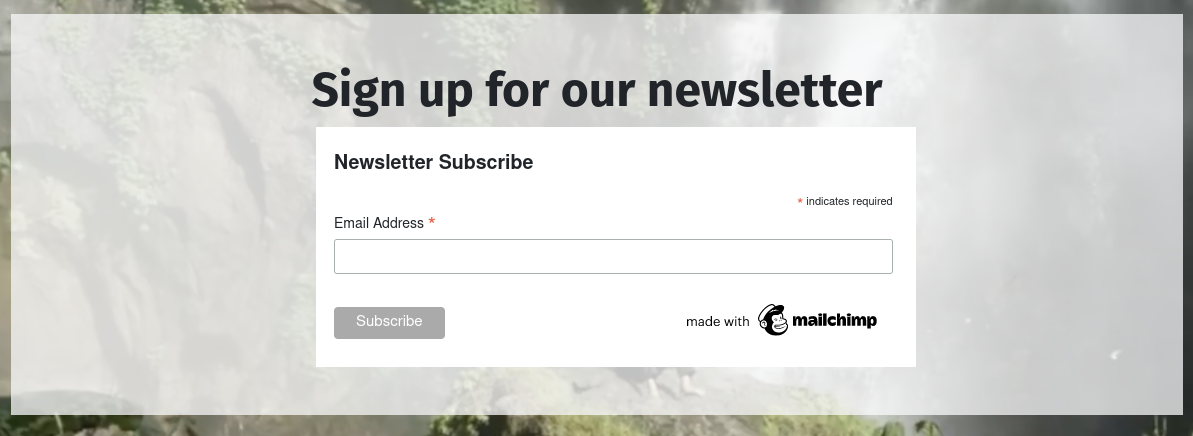 Sign up for our newsletter
Newsletter Subscribe
* indicates required
Email Address *
Subscribe
made with mailchimp